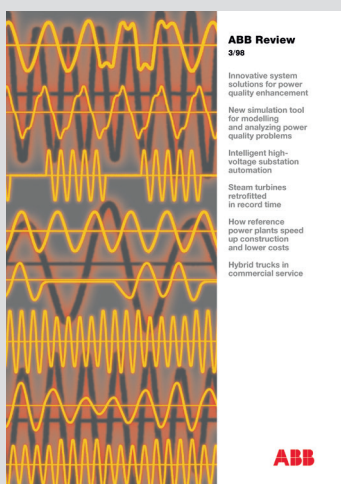 ABB Review
3/98
Innovative system
solutions for power
quality enhancement
New simulation tool
for modelling
and analyzing power
quality problems
Intelligent high-
voltage substation
automation
Steam turbines
retrofitted
in record time
How reference
power plants speed
up construction
and lower costs
Hybrid trucks in
commercial service
ABB